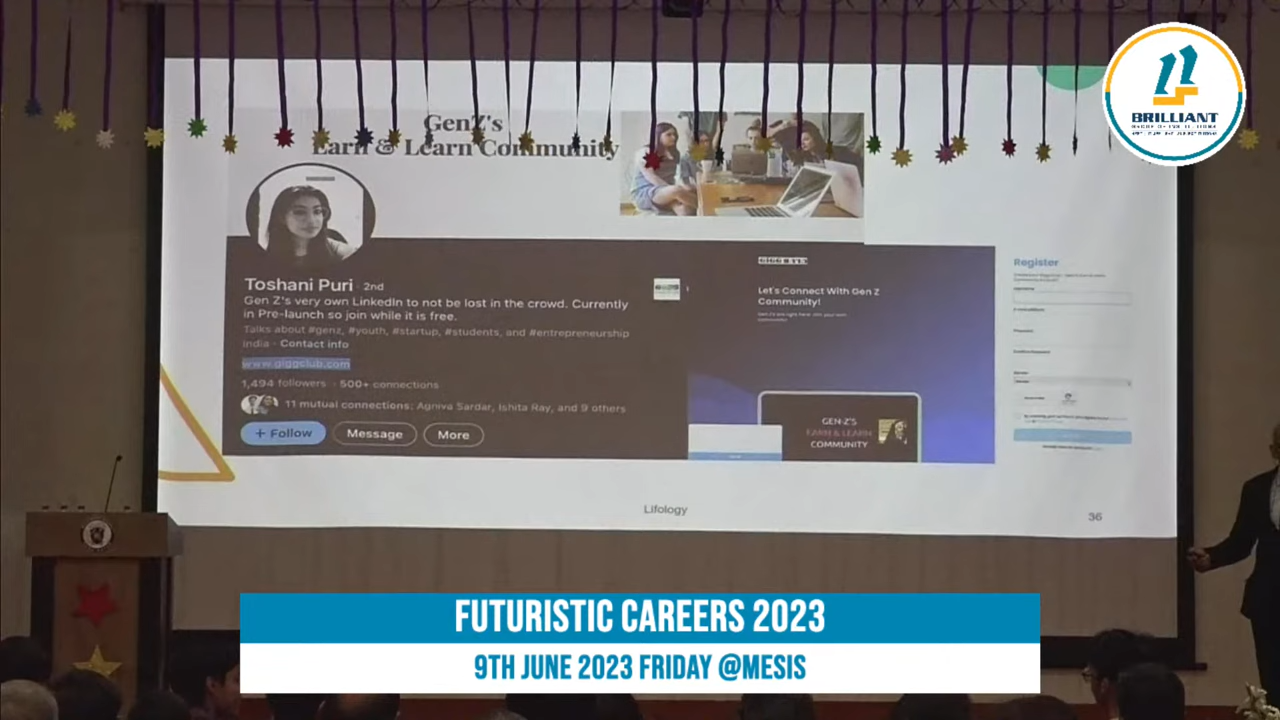 GenZ's
Earn & Learn Community
BRILLIANT
Toshani Puri · 2nd
Gen Z's very own LinkedIn to not be lost in the crowd. Currently
in Pre-launch so join while it is free.
Talks about #genz, #youth, #startup, #students, and #entrepreneurship
India · Contact info
www.giggclub.com
1,494 followers · 500+ connections
11 mutual connections: Agniva Sardar, Ishita Ray, and 9 others
+ Follow
Message
More
Let's Connect With Gen Z
Community!
GEN-Z'S
EARN & LEARN
COMMUNITY
Register
Lifology
36
FUTURISTIC CAREERS 2023
9TH JUNE 2023 FRIDAY @MESIS